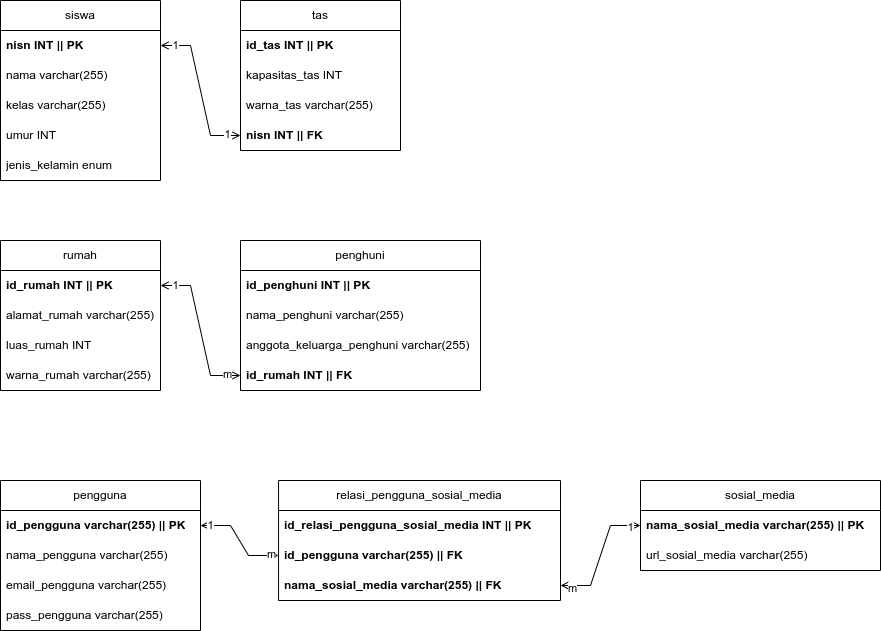 siswa
nisn INT || PK
nama varchar(255)
kelas varchar(255)
umur INT
jenis_kelamin enum
1
1
tas
id_tas INT || PK
kapasitas_tas INT
warna_tas varchar(255)
nisn INT || FK
rumah
id_rumah INT || PK
alamat_rumah varchar(255)
luas_rumah INT
warna_rumah varchar(255)
1
m
penghuni
id_penghuni INT || PK
nama_penghuni varchar(255)
anggota_keluarga_penghuni varchar(255)
id_rumah INT || FK
pengguna
id_pengguna varchar(255) || PK
nama_pengguna varchar(255)
email_pengguna varchar(255)
pass_pengguna varchar(255)
1
m
relasi_pengguna_sosial_media
id_relasi_pengguna_sosial_media INT || PK
id_pengguna varchar(255) || FK
nama_sosial_media varchar(255) || FK
m
1
sosial_media
nama_sosial_media varchar(255) || PK
url_sosial_media varchar(255)